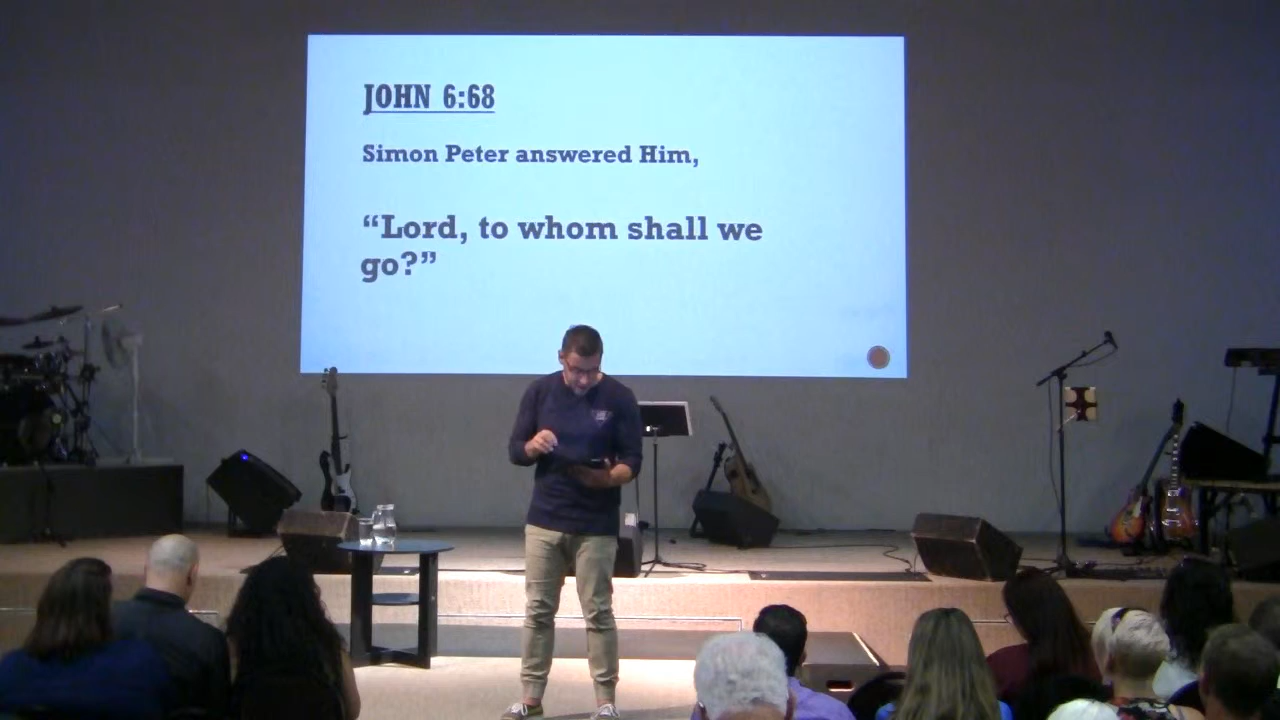 JOHN 6:68
Simon Peter answered Him,
“Lord, to whom shall we
go?”